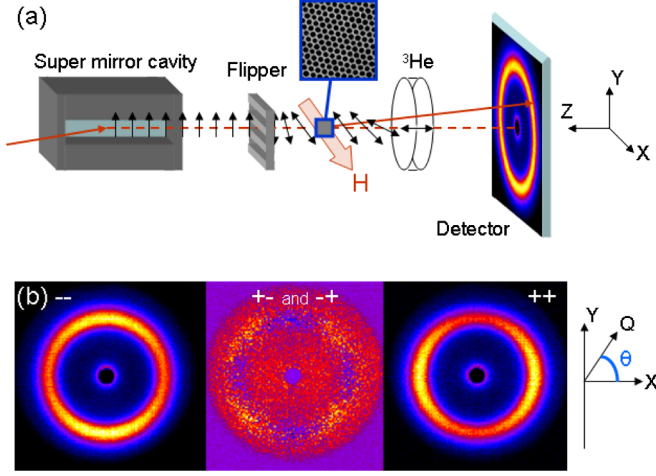 (a)
Super mirror cavity
Flipper
³He
H
Detector
Y
Z
X
(b)
--
+- and -+
++
Y
Q
θ
X